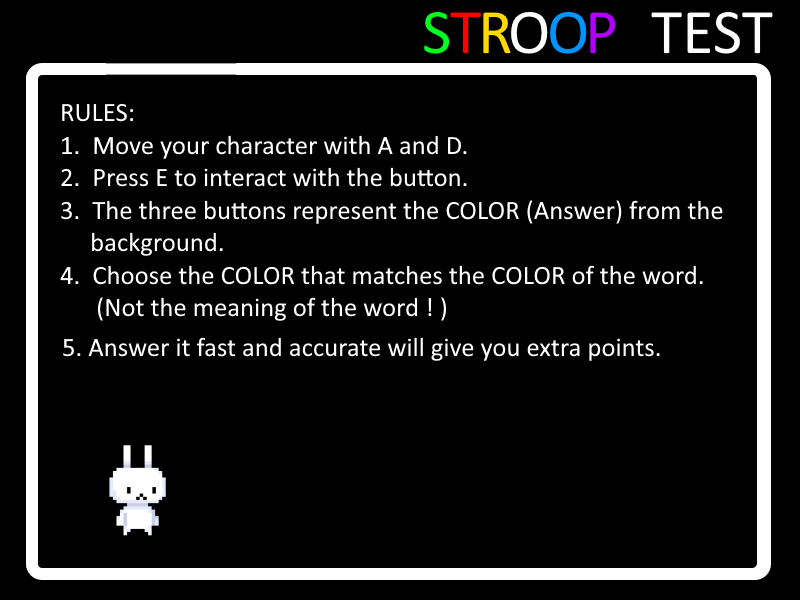 STROOP TEST
RULES:
1. Move your character with A and D.
2. Press E to interact with the button.
3. The three buttons represent the COLOR (Answer) from the
background.
4. Choose the COLOR that matches the COLOR of the word.
(Not the meaning of the word ! )
5. Answer it fast and accurate will give you extra points.